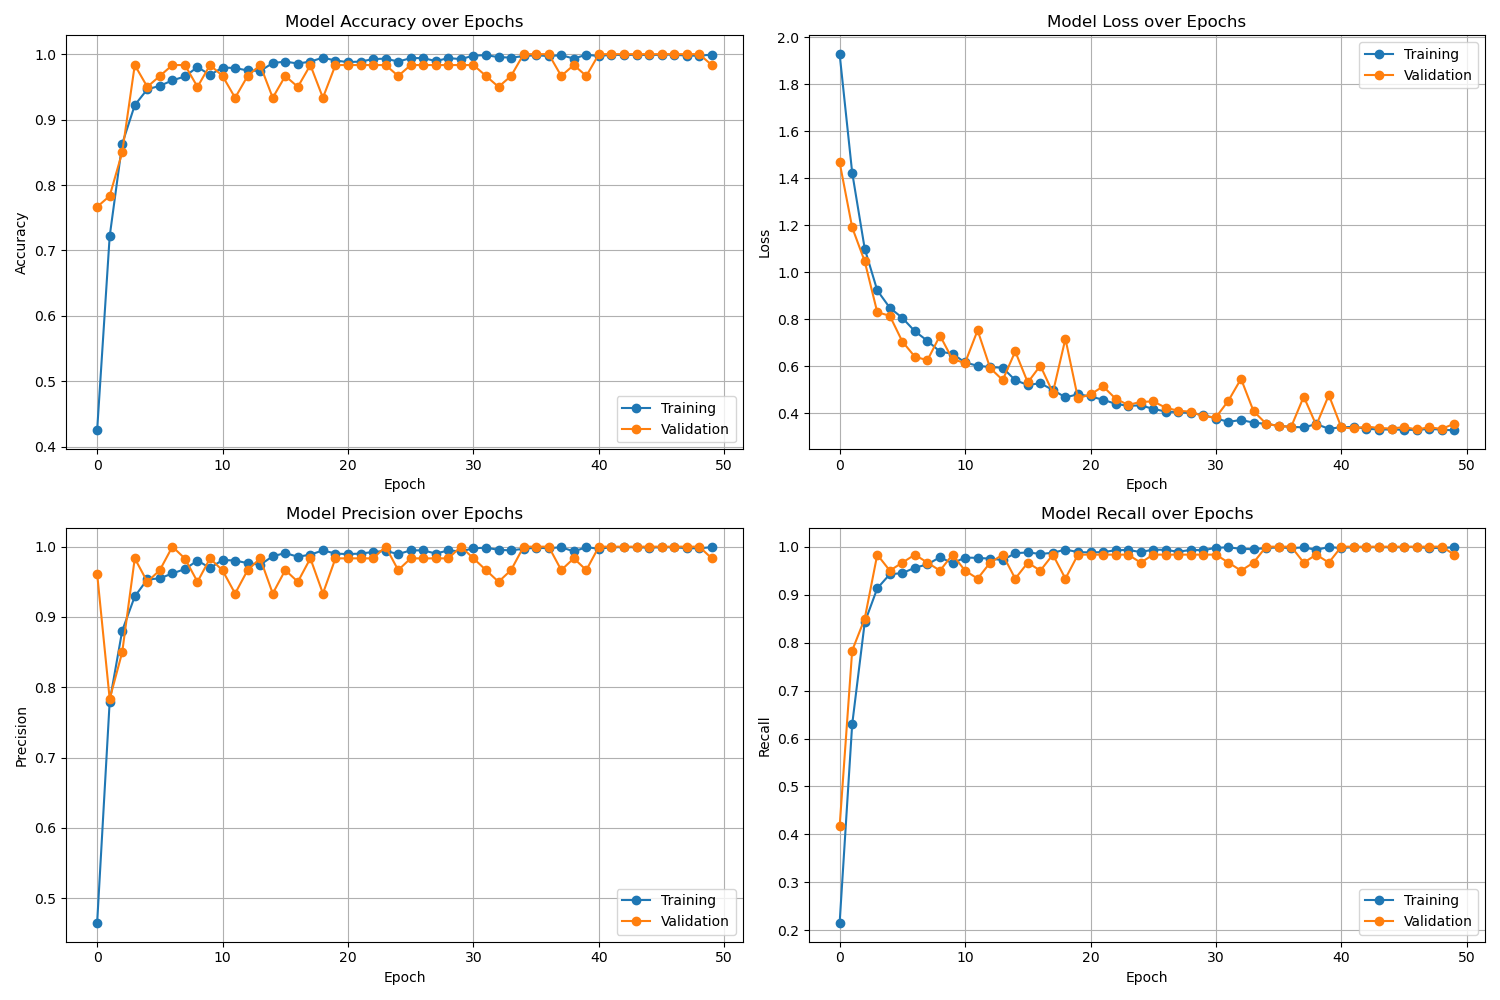 Model Accuracy over Epochs
1.0
0.9
0.8
0.7
0.6
0.5
0.4
Accuracy
0 10 20 30 40 50
Epoch
Training
Validation
Model Loss over Epochs
2.0
1.8
1.6
1.4
1.2
1.0
0.8
0.6
0.4
Loss
0 10 20 30 40 50
Epoch
Training
Validation
Model Precision over Epochs
1.0
0.9
0.8
0.7
0.6
0.5
Precision
0 10 20 30 40 50
Epoch
Training
Validation
Model Recall over Epochs
1.0
0.9
0.8
0.7
0.6
0.5
0.4
0.3
0.2
Recall
0 10 20 30 40 50
Epoch
Training
Validation